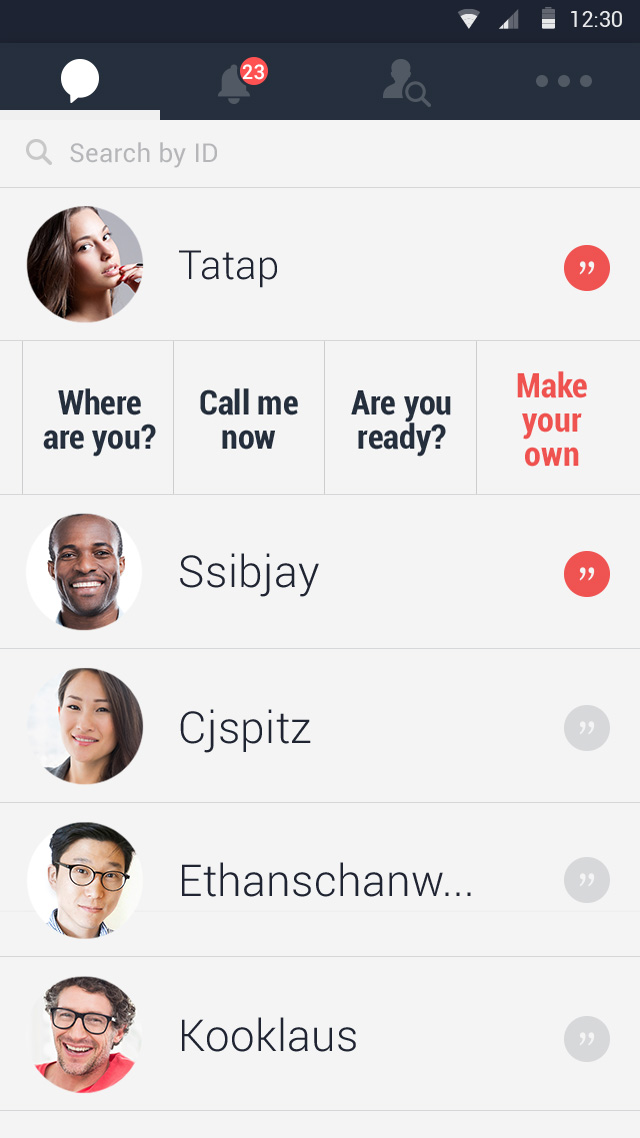 12:30
23
Search by ID
Tatap
Where
are you?
Call me
now
Are you
ready?
Make
your
own
Ssibjay
Cjspitz
Ethanschanw...
Kooklaus